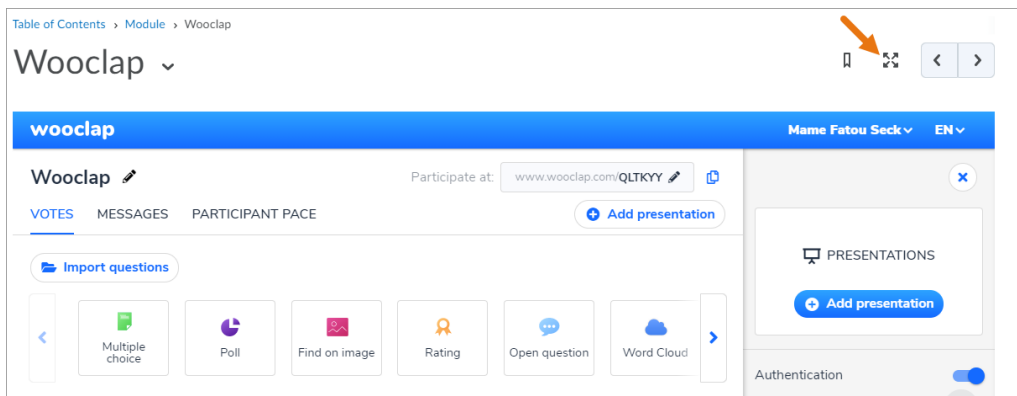 Table of Contents › Module › Wooclap
Wooclap
wooclap
Mame Fatou Seck
EN
Wooclap
Participate at:
www.wooclap.com/QLTKYY
VOTES
MESSAGES
PARTICIPANT PACE
Add presentation
Import questions
Multiple
choice
Poll
Find on image
Rating
Open question
Word Cloud
PRESENTATIONS
Add presentation
Authentication